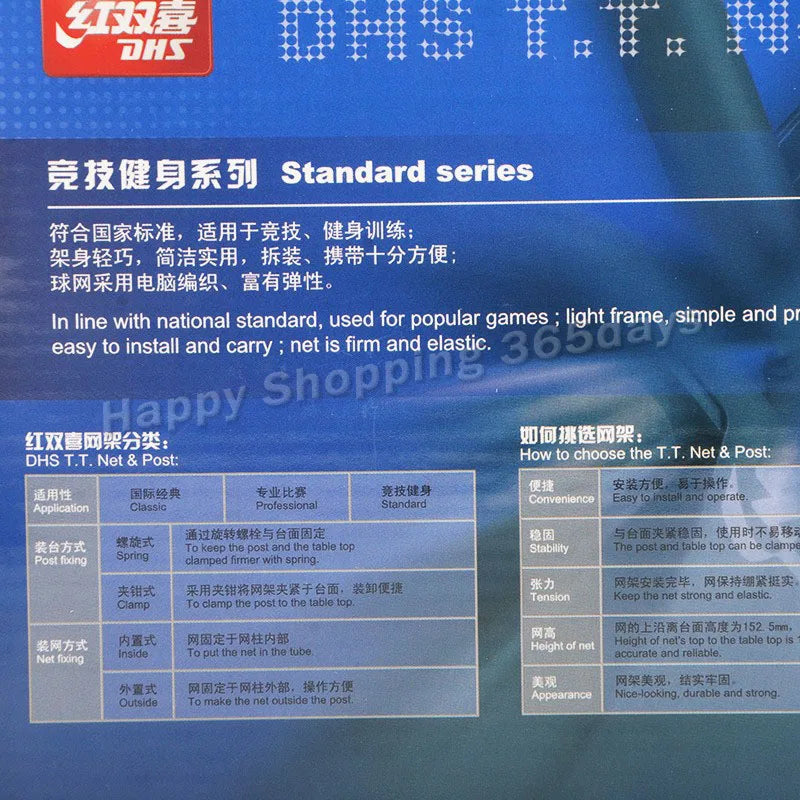 红双喜
DHS
DHS T.T. N
竞技健身系列 Standard series
符合国家标准，适用于竞技、健身训练；
架身轻巧，简洁实用，拆装、携带十分方便；
球网采用电脑编织、富有弹性。
In line with national standard, used for popular games ; light frame, simple and pr
easy to install and carry ; net is firm and elastic.
Happy Shopping 365days
红双喜网架分类：
DHS T.T. Net & Post:
适用性 国际经典 专业比赛 竞技健身
Application Classic Professional Standard
装台方式 螺旋式 通过旋转螺栓与台面固定
Post fixing Spring To keep the post and the table top
clamped firmer with spring.
夹钳式 采用夹钳将网架夹紧于台面，装卸便捷
Clamp To clamp the post to the table top.
装网方式 内置式 网固定于网柱内部
Net fixing Inside To put the net in the tube.
外置式 网固定于网柱外部，操作方便
Outside To make the net outside the post.
如何挑选网架：
How to choose the T.T. Net & Post:
便捷 安装方便，易于操作。
Convenience Easy to install and operate.
稳固 与台面夹紧稳固，使用时不易移
Stability The post and table top can be clampe
张力 网架安装完毕，网保持绷紧挺实。
Tension Keep the net strong and elastic.
网高 网的上沿离台面高度为152.5mm，
Height of net Height of net's top to the table top is
accurate and reliable.
美观 网架美观，结实牢固。
Appearance Nice-looking, durable and strong.